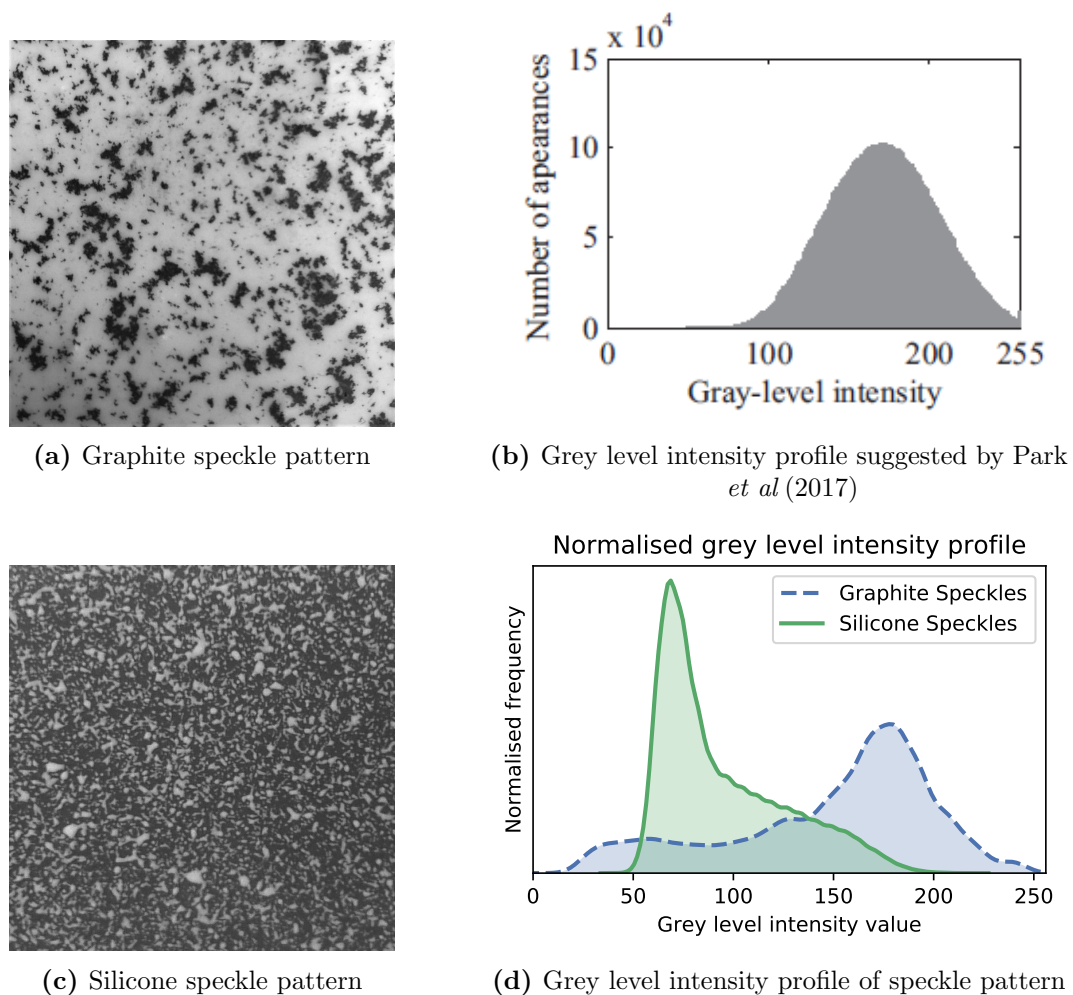 x 10⁴
15
10
5
0
Number of apearances
0 100 200 255
Gray-level intensity
(a) Graphite speckle pattern
(b) Grey level intensity profile suggested by Park
et al (2017)
Normalised grey level intensity profile
Graphite Speckles
Silicone Speckles
Normalised frequency
0 50 100 150 200 250
Grey level intensity value
(c) Silicone speckle pattern
(d) Grey level intensity profile of speckle pattern